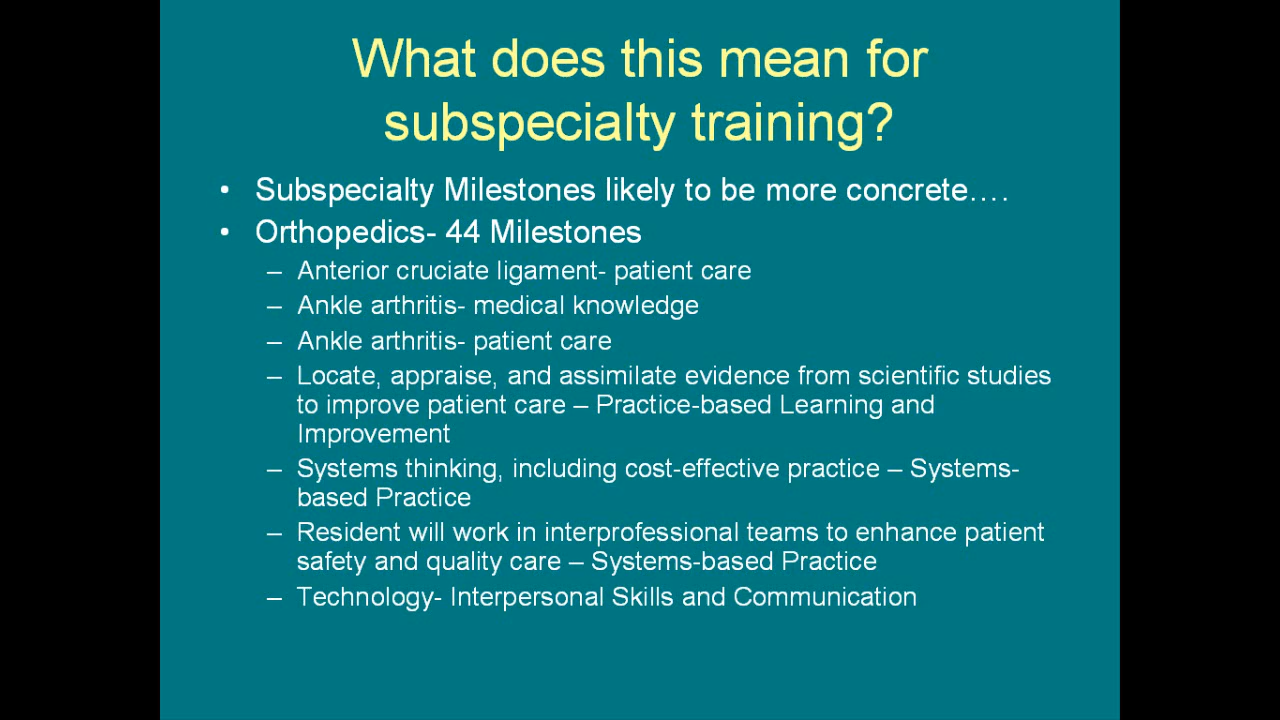 What does this mean for
subspecialty training?
• Subspecialty Milestones likely to be more concrete….
• Orthopedics- 44 Milestones
– Anterior cruciate ligament- patient care
– Ankle arthritis- medical knowledge
– Ankle arthritis- patient care
– Locate, appraise, and assimilate evidence from scientific studies
to improve patient care – Practice-based Learning and
Improvement
– Systems thinking, including cost-effective practice – Systems-
based Practice
– Resident will work in interprofessional teams to enhance patient
safety and quality care – Systems-based Practice
– Technology- Interpersonal Skills and Communication